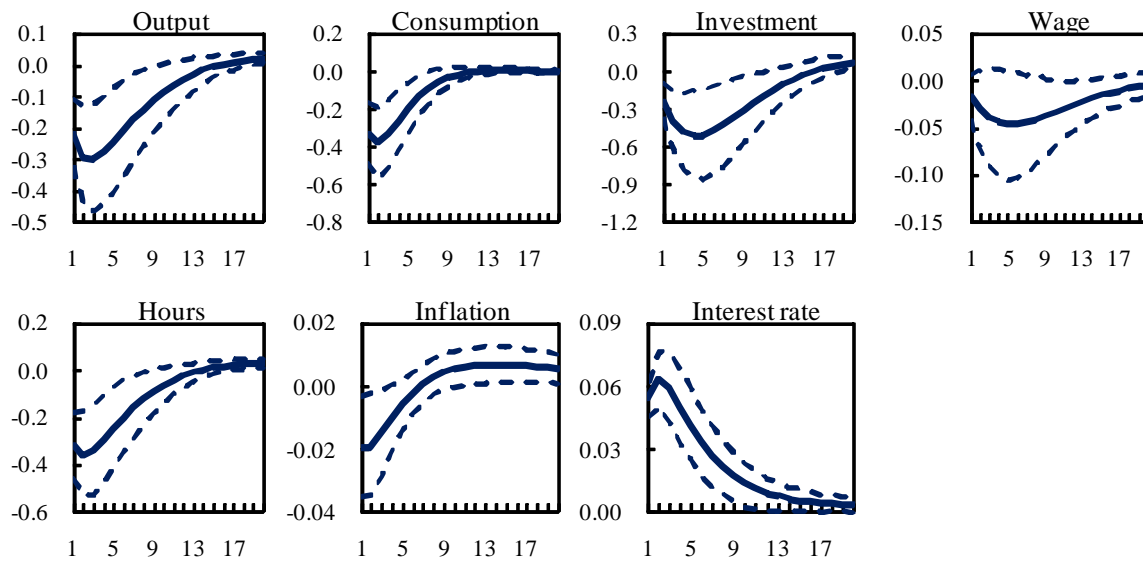 Output Consumption Investment Wage
0.1 0.2 0.3 0.05
0.0 0.0 0.0 0.00
-0.1 -0.2 -0.3 -0.05
-0.2 -0.4 -0.6 -0.10
-0.3 -0.6 -0.9 -0.15
-0.4 -0.8 -1.2
-0.5
1 5 9 13 17 1 5 9 13 17 1 5 9 13 17 1 5 9 13 17
Hours Inflation Interest rate
0.2 0.02 0.09
0.0 0.00 0.06
-0.2 -0.02 0.03
-0.4 -0.04 0.00
-0.6
1 5 9 13 17 1 5 9 13 17 1 5 9 13 17